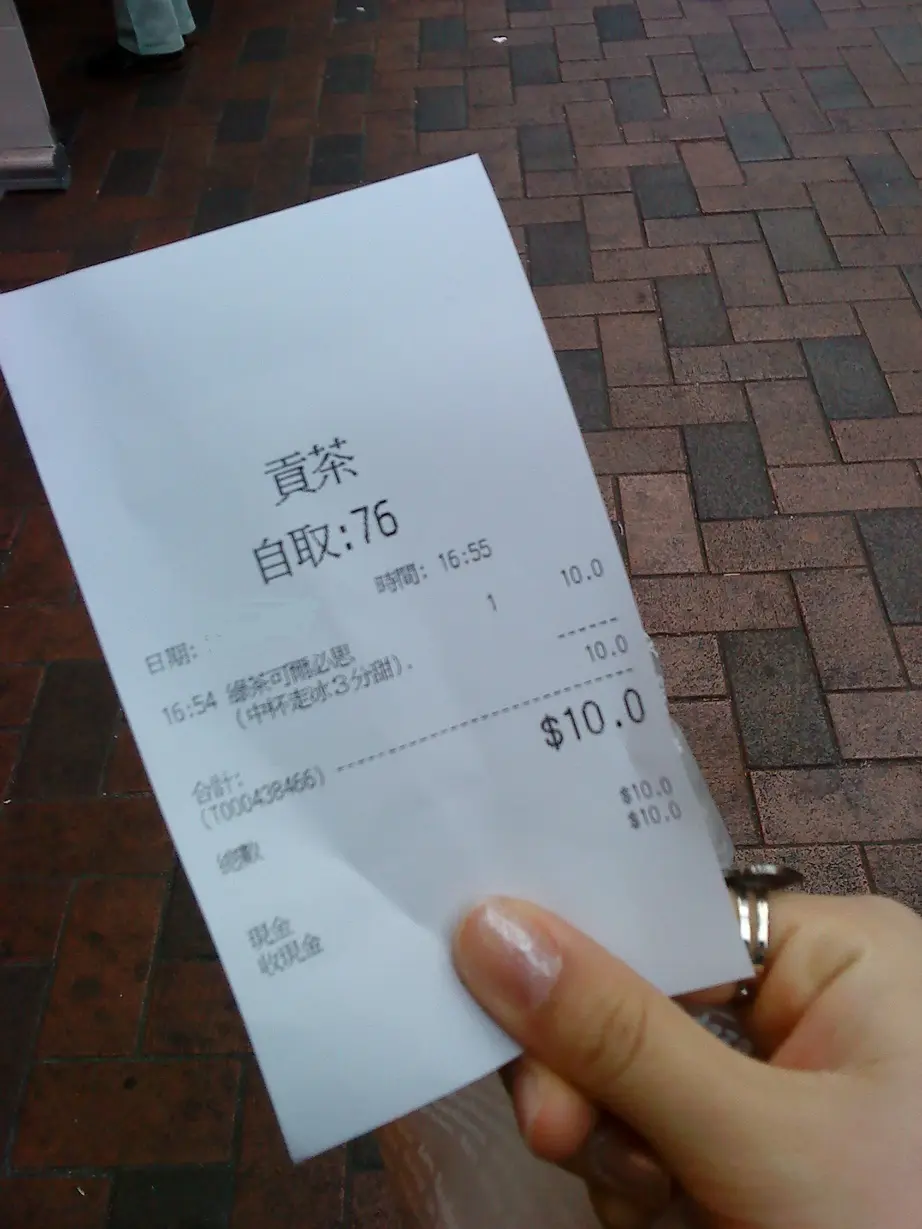 貢茶
自取:76
日期: 時間: 16:55
16:54 綠茶可爾必思 1 10.0
(中杯走冰3分甜).
-----
合計: 10.0
(T000438466) --------------------
總數 $10.0
現金 $10.0
收現金 $10.0